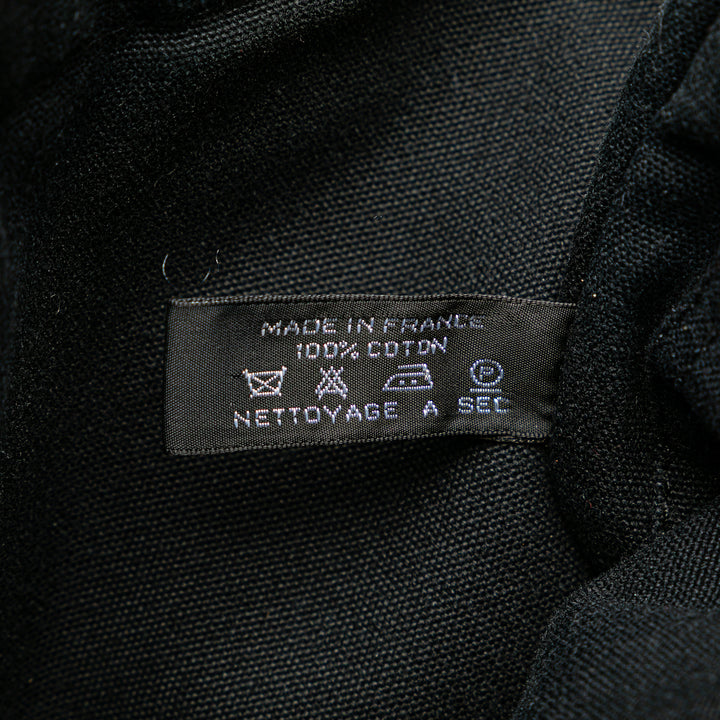 MADE IN FRANCE
100% COTON
P
NETTOYAGE A SEC